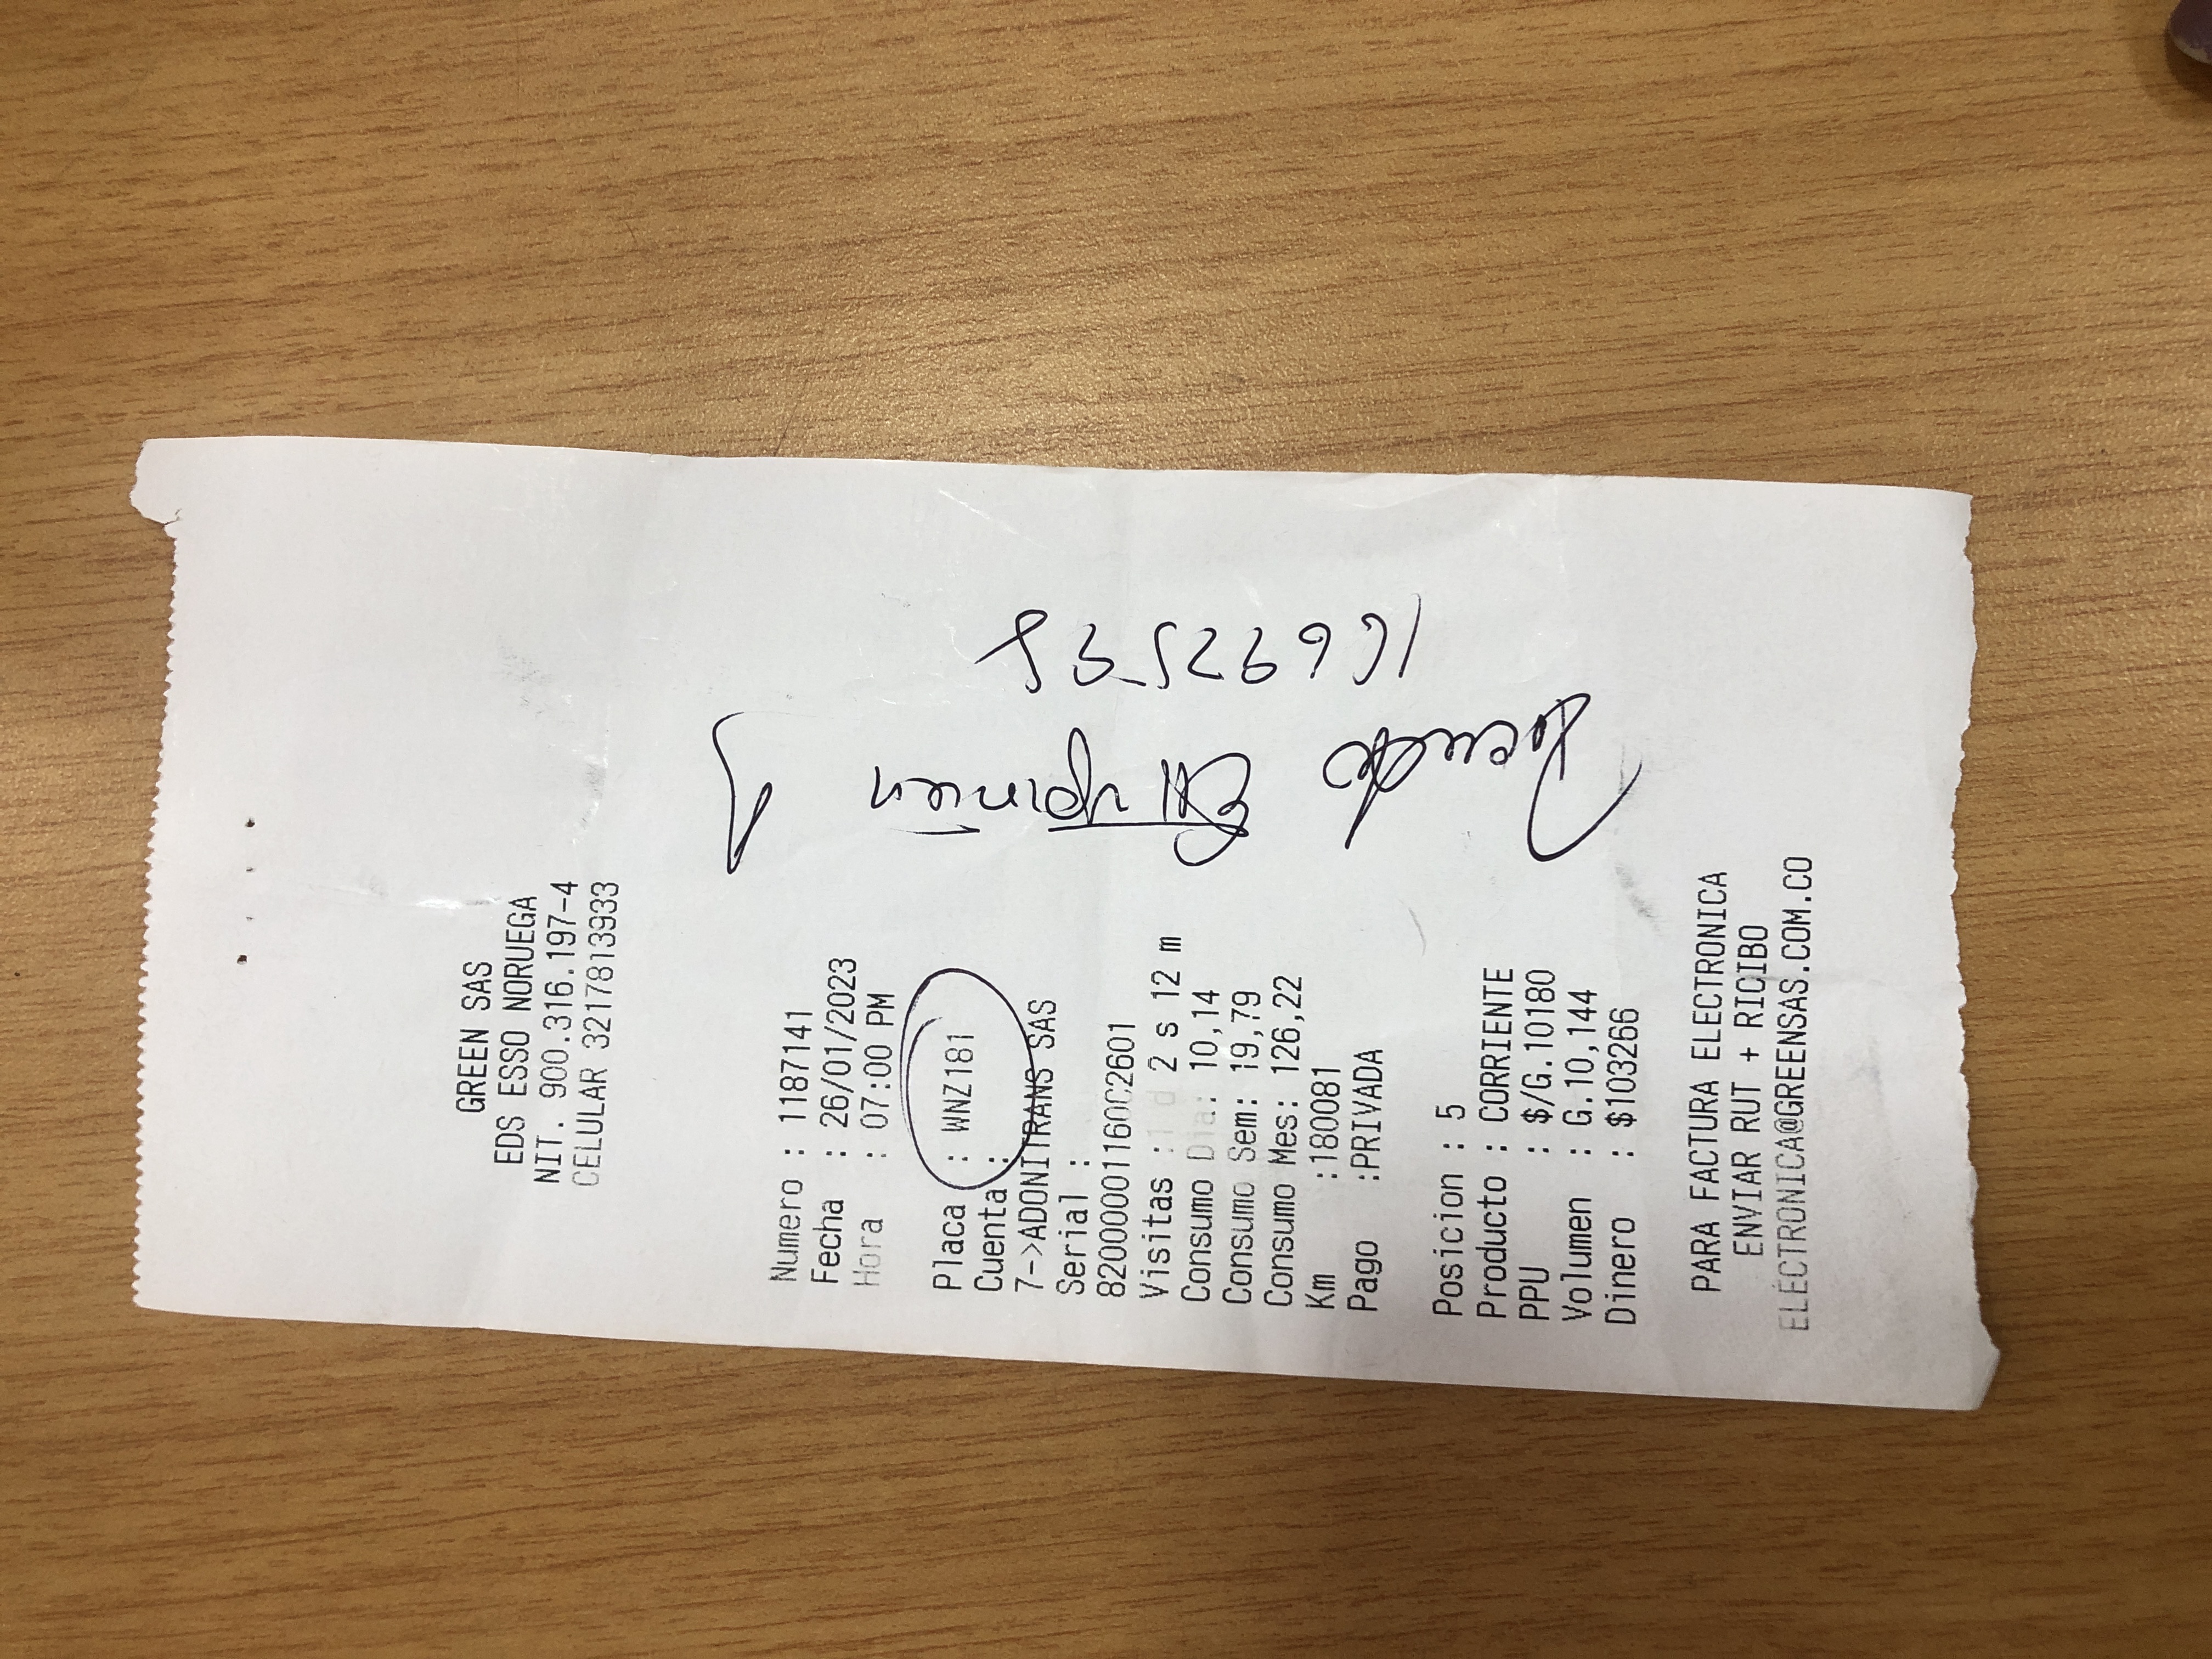 GREEN SAS
EDS ESSO NORUEGA
NIT. 900.316.197-4
CELULAR 3217813933
Numero : 1187141
Fecha : 26/01/2023
Hora : 07:00 PM
Placa : WNZ181
Cuenta :
7->ADONITRANS SAS
Serial :
820000011600C2601
Visitas :1 d 2 s 12 m
Consumo Dia: 10,14
Consumo Sem: 19,79
Consumo Mes: 126,22
Km :180081
Pago :PRIVADA
Posicion : 5
Producto : CORRIENTE
PPU : $/G.10180
Volumen : G.10,144
Dinero : $103266
PARA FACTURA ELECTRONICA
ENVIAR RUT + RICIBO
ELECTRONICA@GREENSAS.COM.CO